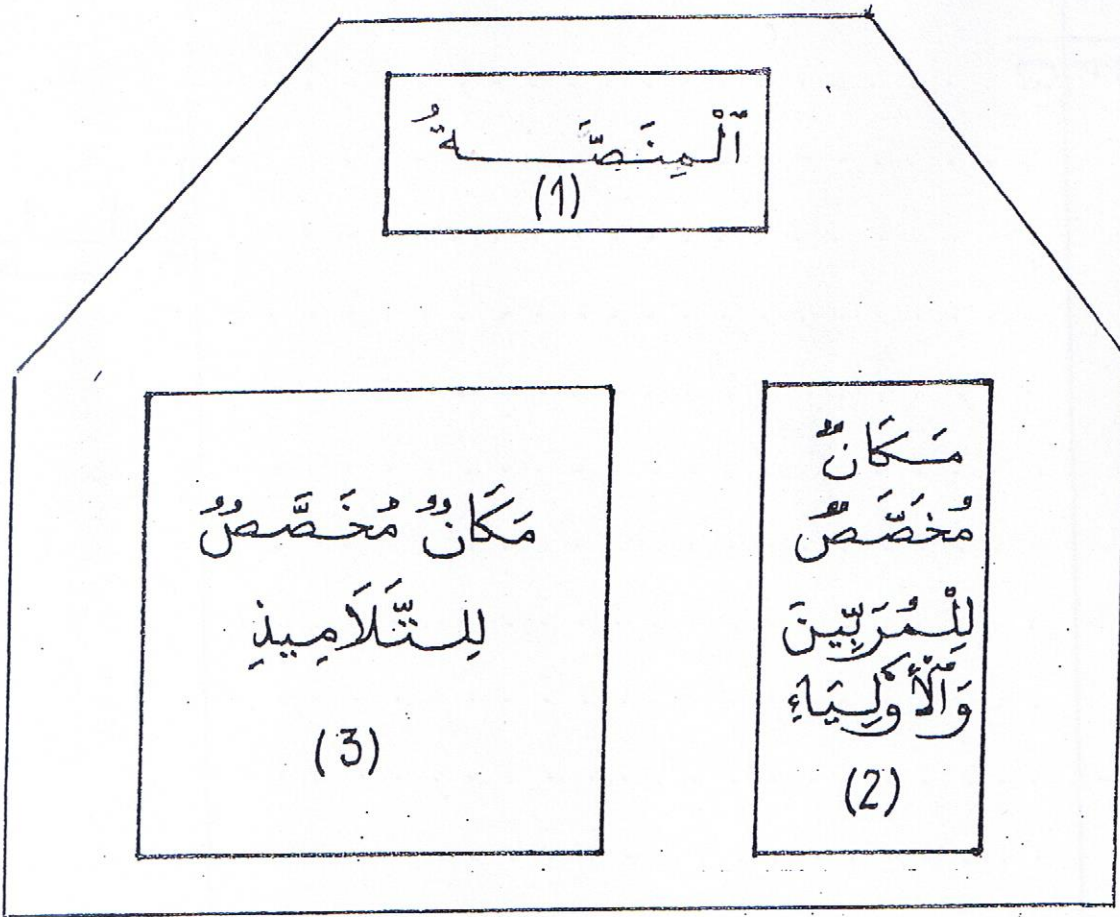 اَلْمِنَصَّةُ
(1)
مَكَانٌ
مُخَصَّصٌ
لِلْمُرَبِّينَ
وَالْأَوْلِيَاءِ
(2)
مَكَانٌ مُخَصَّصٌ
لِلتَّلَامِيذِ
(3)